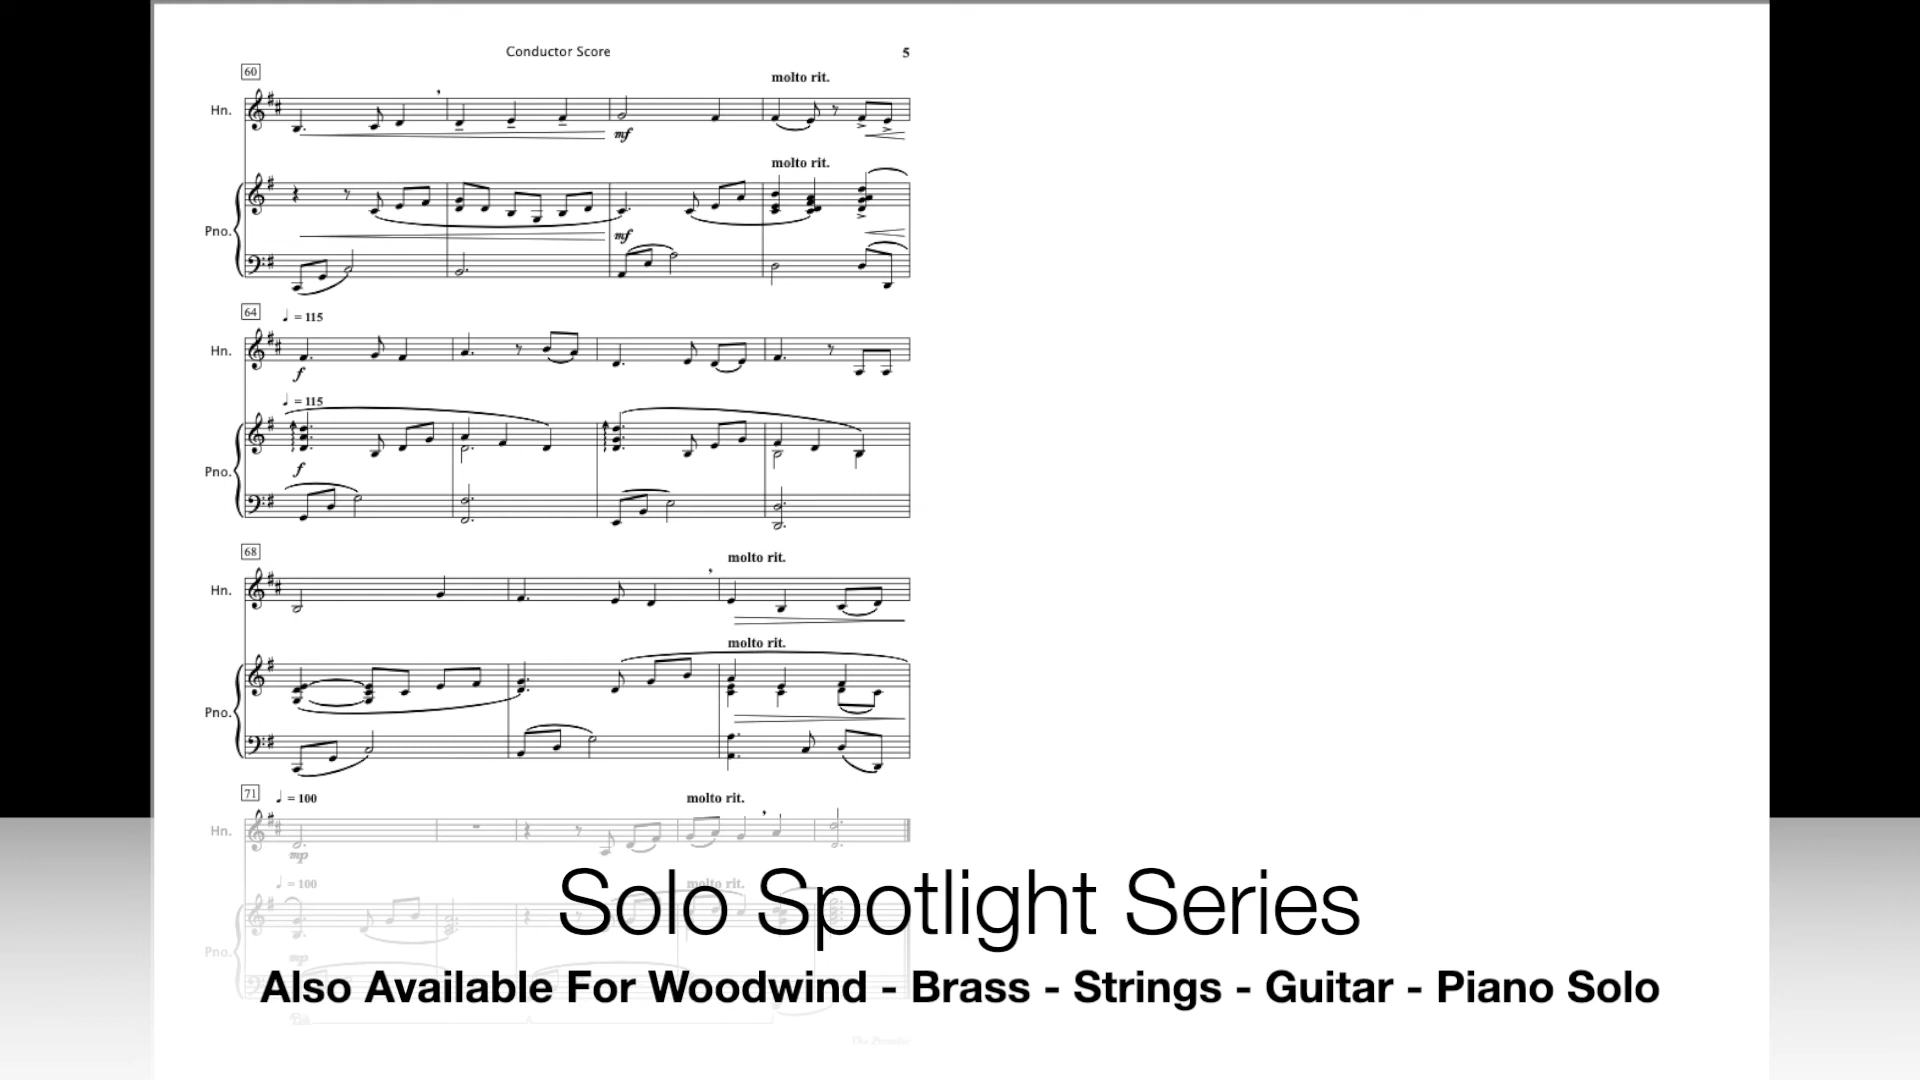 Conductor Score 5
60
molto rit.
Hn.
mf
molto rit.
Pno.
mf
64 ♩ = 115
Hn.
f
♩ = 115
Pno.
f
68
molto rit.
Hn.
molto rit.
Pno.
71 ♩ = 100
molto rit.
Hn.
mp
♩ = 100
molto rit.
Pno.
mp
Solo Spotlight Series
Also Available For Woodwind - Brass - Strings - Guitar - Piano Solo
The Promise